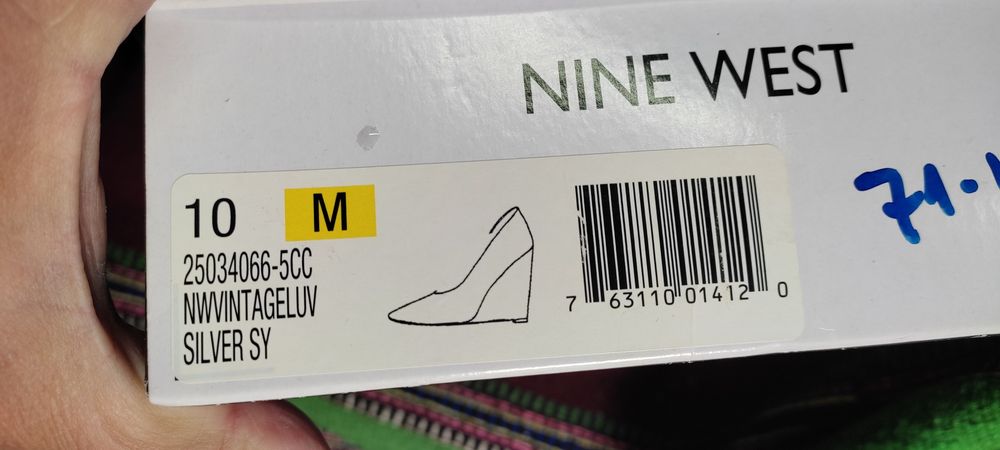 NINE WEST
10 M
25034066-5CC
NWVINTAGELUV
SILVER SY
7 63110 01412 0